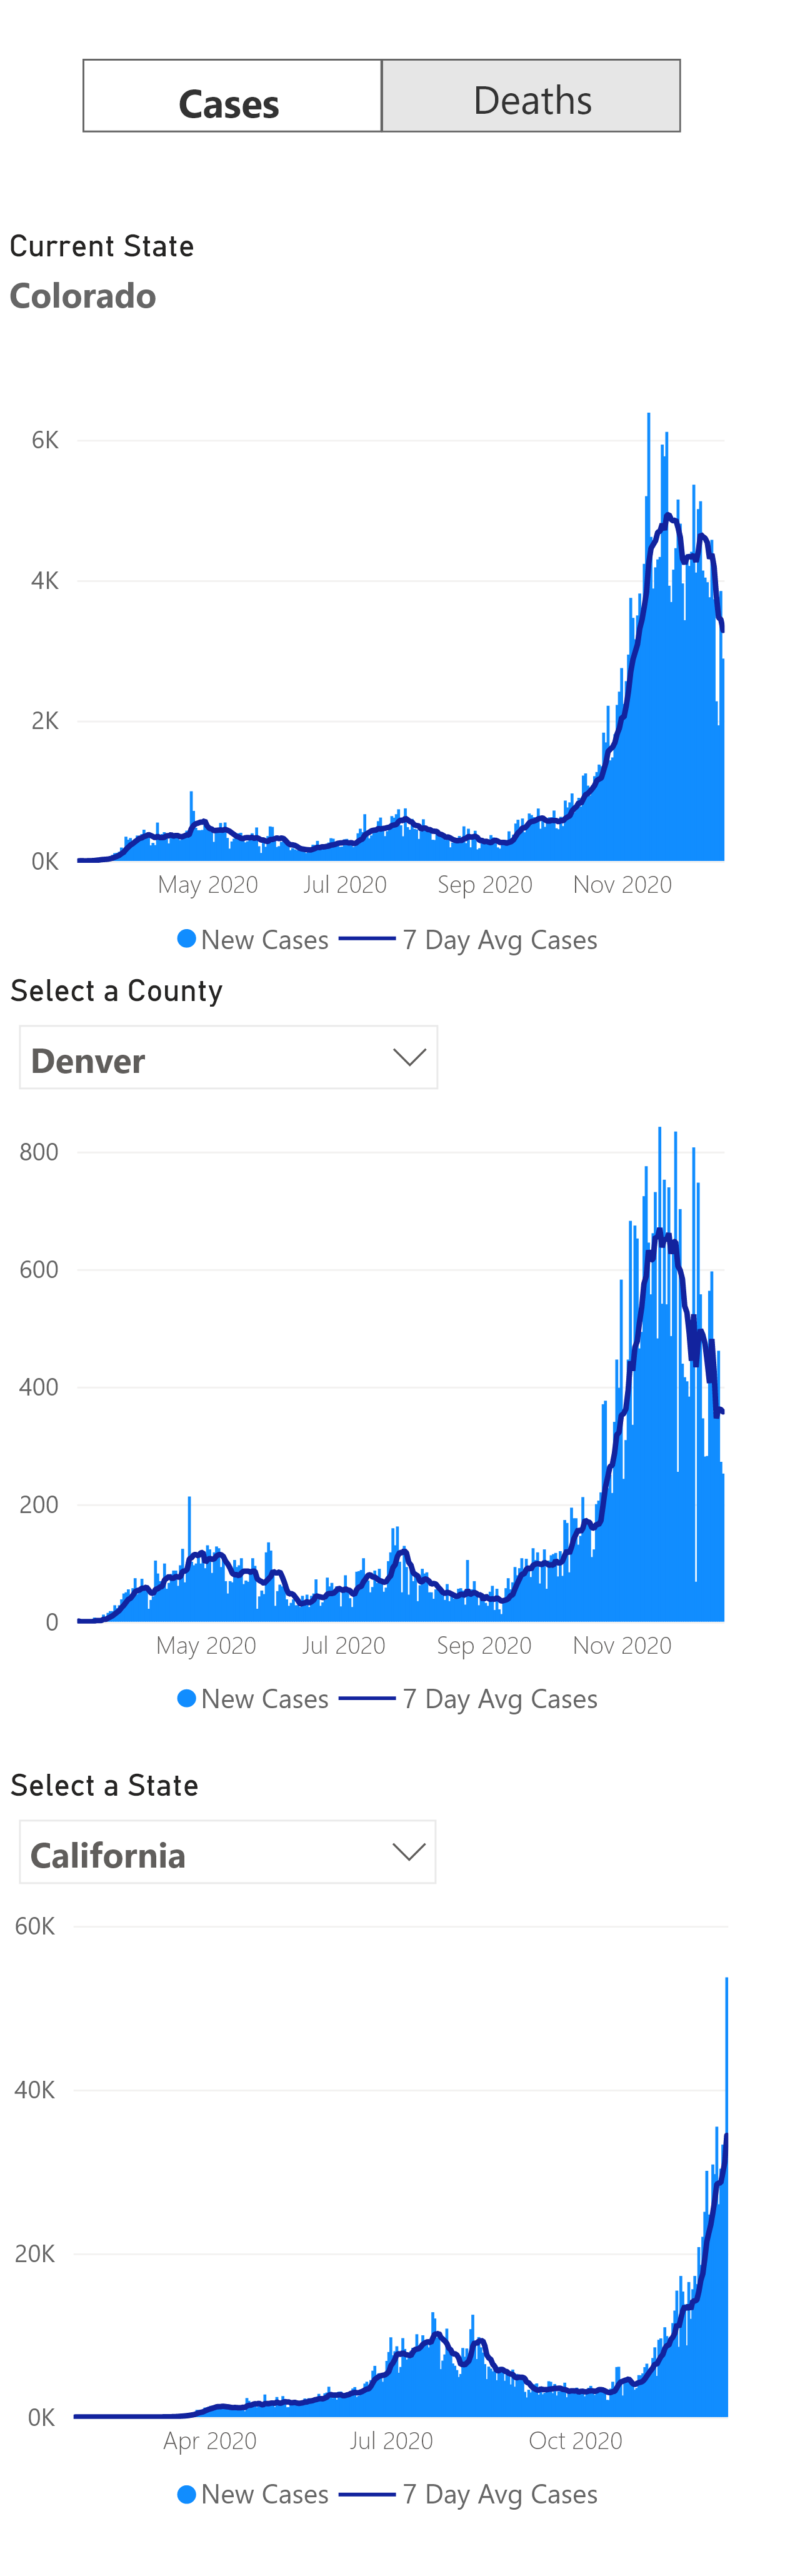 Cases Deaths
Current State
Colorado
6K
4K
2K
0K
May 2020 Jul 2020 Sep 2020 Nov 2020
New Cases 7 Day Avg Cases
Select a County
Denver
800
600
400
200
0
May 2020 Jul 2020 Sep 2020 Nov 2020
New Cases 7 Day Avg Cases
Select a State
California
60K
40K
20K
0K
Apr 2020 Jul 2020 Oct 2020
New Cases 7 Day Avg Cases